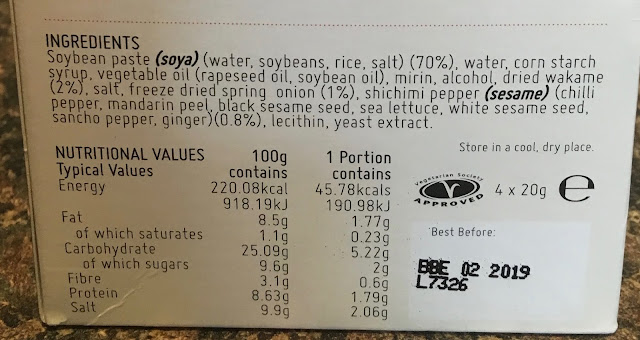 INGREDIENTS
Soybean paste (soya) (water, soybeans, rice, salt) (70%), water, corn starch
syrup, vegetable oil (rapeseed oil, soybean oil), mirin, alcohol, dried wakame
(2%), salt, freeze dried spring onion (1%), shichimi pepper (sesame) (chilli
pepper, mandarin peel, black sesame seed, sea lettuce, white sesame seed,
sancho pepper, ginger)(0.8%), lecithin, yeast extract.
Store in a cool, dry place.
NUTRITIONAL VALUES 100g 1 Portion
Typical Values contains contains
Energy 220.08kcal 45.78kcals
918.19kJ 190.98kJ
Fat 8.5g 1.77g
of which saturates 1.1g 0.23g
Carbohydrate 25.09g 5.22g
of which sugars 9.6g 2g
Fibre 3.1g 0.6g
Protein 8.63g 1.79g
Salt 9.9g 2.06g
Vegetarian Society
V
APPROVED
4 x 20g e
Best Before:
BBE 02 2019
L7326